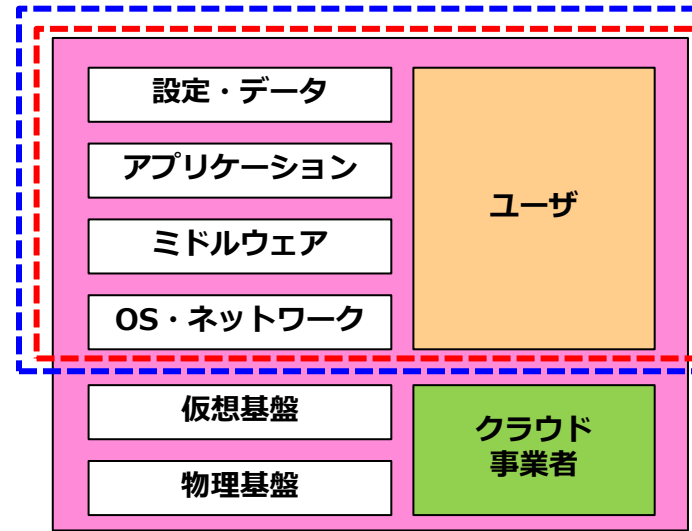 設定・データ
アプリケーション
ミドルウェア
OS・ネットワーク
ユーザ
仮想基盤
物理基盤
クラウド
事業者